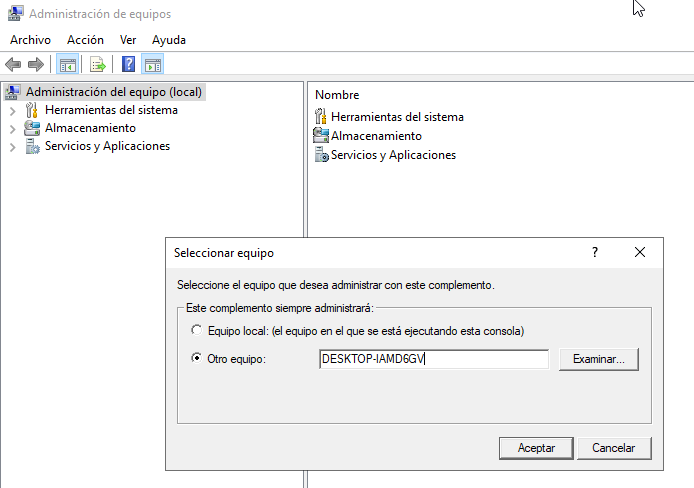 Administración de equipos
Archivo Acción Ver Ayuda
Administración del equipo (local)
Herramientas del sistema
Almacenamiento
Servicios y Aplicaciones
Nombre
Herramientas del sistema
Almacenamiento
Servicios y Aplicaciones
Seleccionar equipo
Seleccione el equipo que desea administrar con este complemento.
Este complemento siempre administrará:
Equipo local: (el equipo en el que se está ejecutando esta consola)
Otro equipo: DESKTOP-IAMD6GV Examinar...
Aceptar Cancelar